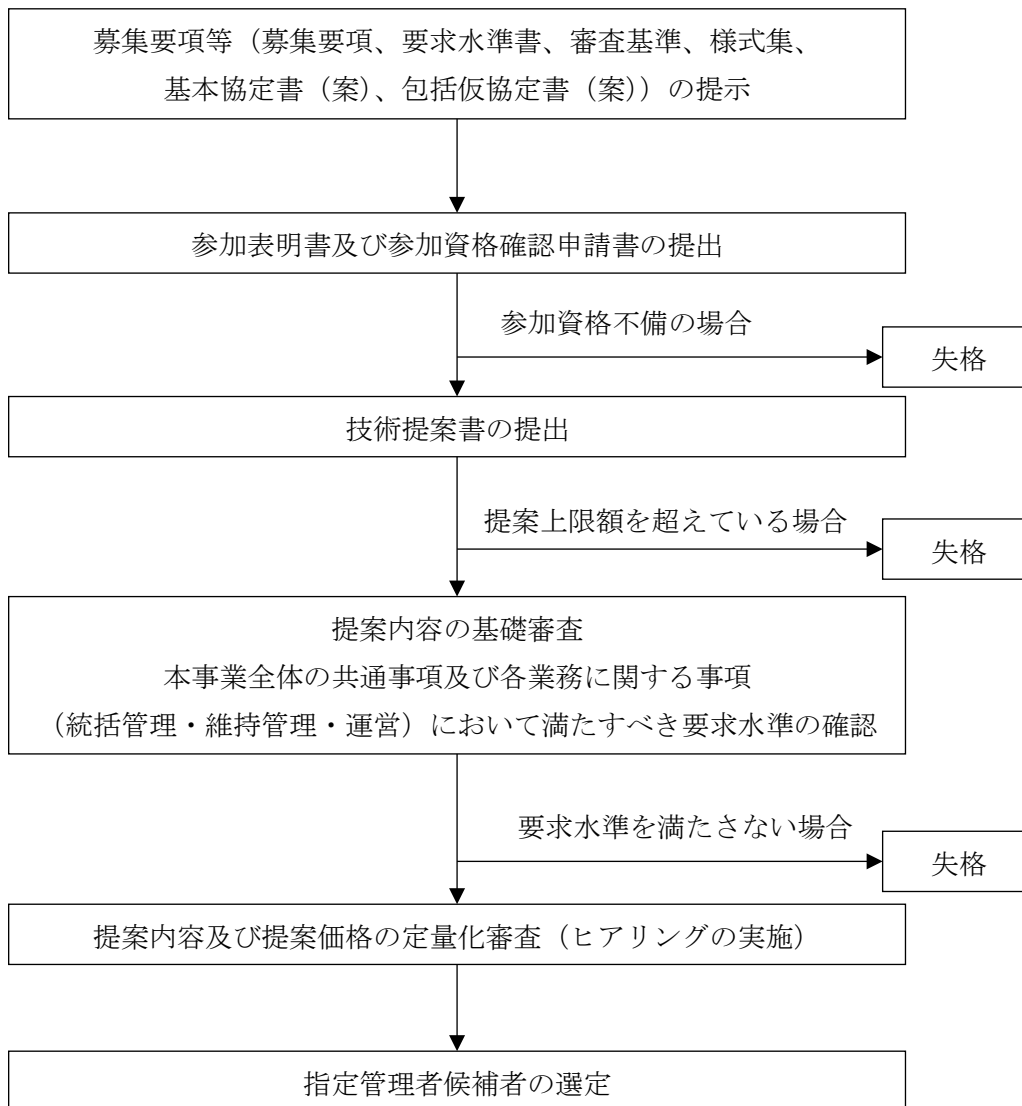 募集要項等（募集要項、要求水準書、審査基準、様式集、
基本協定書（案）、包括仮協定書（案））の提示
参加表明書及び参加資格確認申請書の提出
参加資格不備の場合
失格
技術提案書の提出
提案上限額を超えている場合
失格
提案内容の基礎審査
本事業全体の共通事項及び各業務に関する事項
（統括管理・維持管理・運営）において満たすべき要求水準の確認
要求水準を満たさない場合
失格
提案内容及び提案価格の定量化審査（ヒアリングの実施）
指定管理者候補者の選定